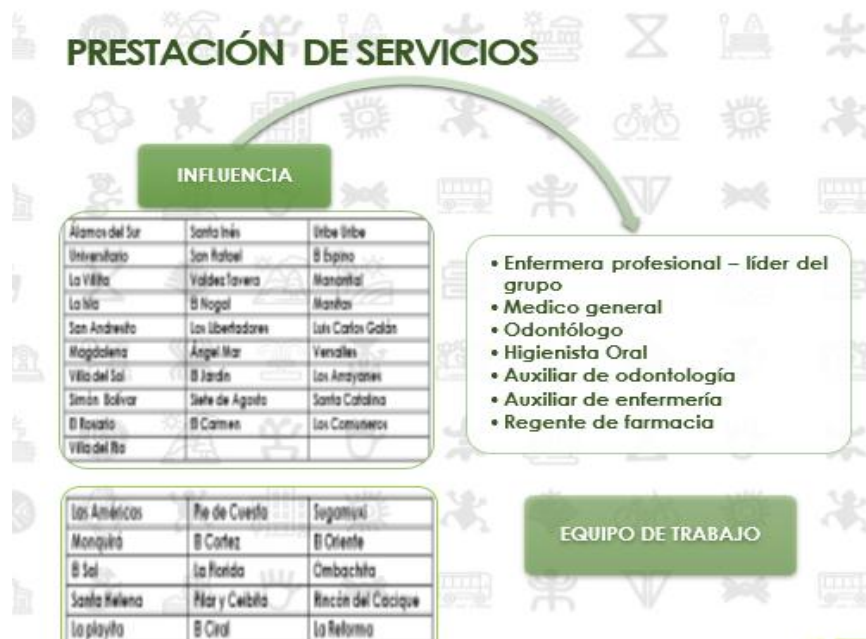 PRESTACIÓN DE SERVICIOS
INFLUENCIA
Álamos del Sur Santa Inés Uribe Uribe
Universitario San Rafael El Espino
La Villita Valdez Tavera Manantial
La Isla El Nogal Manitas
San Andresito Los Libertadores Luis Carlos Galán
Magdalena Ángel Mar Versalles
Villa del Sol El Jardín Los Arrayanes
Simón Bolívar Siete de Agosto Santa Catalina
El Rosario El Carmen Los Comuneros
Villa del Rio
• Enfermera profesional – líder del
grupo
• Medico general
• Odontólogo
• Higienista Oral
• Auxiliar de odontología
• Auxiliar de enfermería
• Regente de farmacia
Las Américas Pie de Cuesta Sugamuxi
Monquirá El Cortez El Oriente
El Sol La Florida Ombachita
Santa Helena Pilar y Ceibita Rincón del Cacique
La playita El Ciral La Reforma
EQUIPO DE TRABAJO